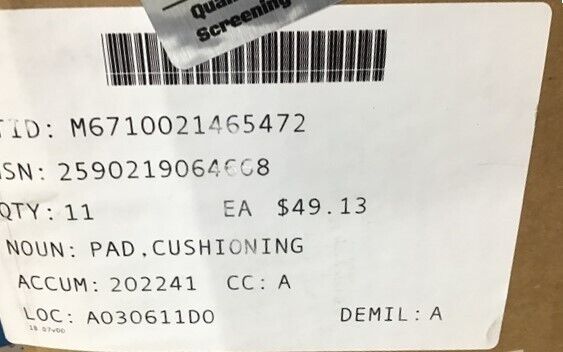 Screening
TID: M6710021465472
SN: 2590219064668
QTY: 11 EA $49.13
NOUN: PAD,CUSHIONING
ACCUM: 202241 CC: A
LOC: A030611D0 DEMIL: A